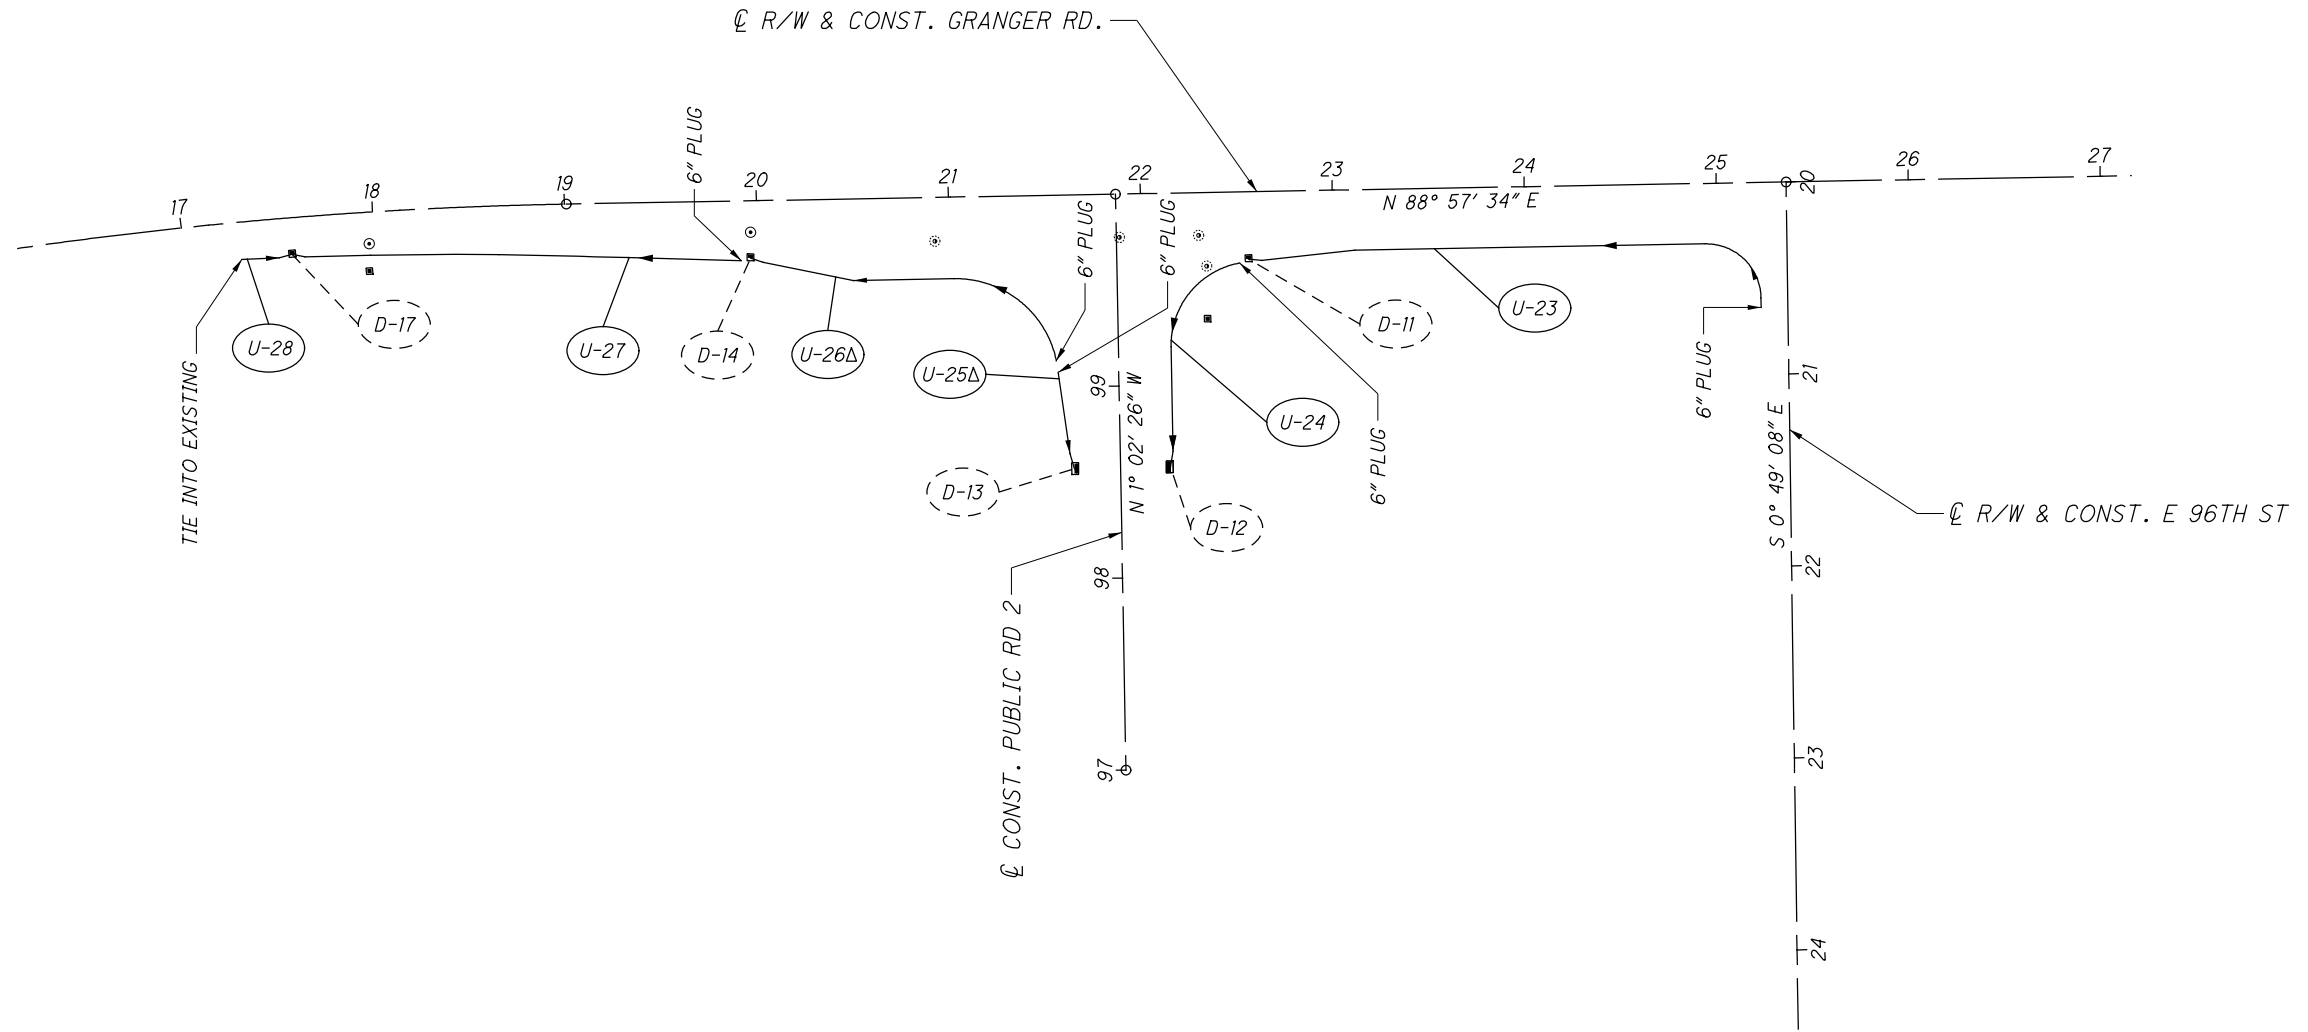 ℄ R/W & CONST. GRANGER RD.
17
18
19
20
21
22
23
24
25
26
27
20
N 88° 57' 34" E
6" PLUG
6" PLUG
6" PLUG
TIE INTO EXISTING
U-28
D-17
U-27
D-14
U-26Δ
U-25Δ
D-13
99
N 1° 02' 26" W
98
97
℄ CONST. PUBLIC RD 2
U-24
D-12
D-11
6" PLUG
U-23
6" PLUG
21
S 0° 49' 08" E
℄ R/W & CONST. E 96TH ST
22
23
24